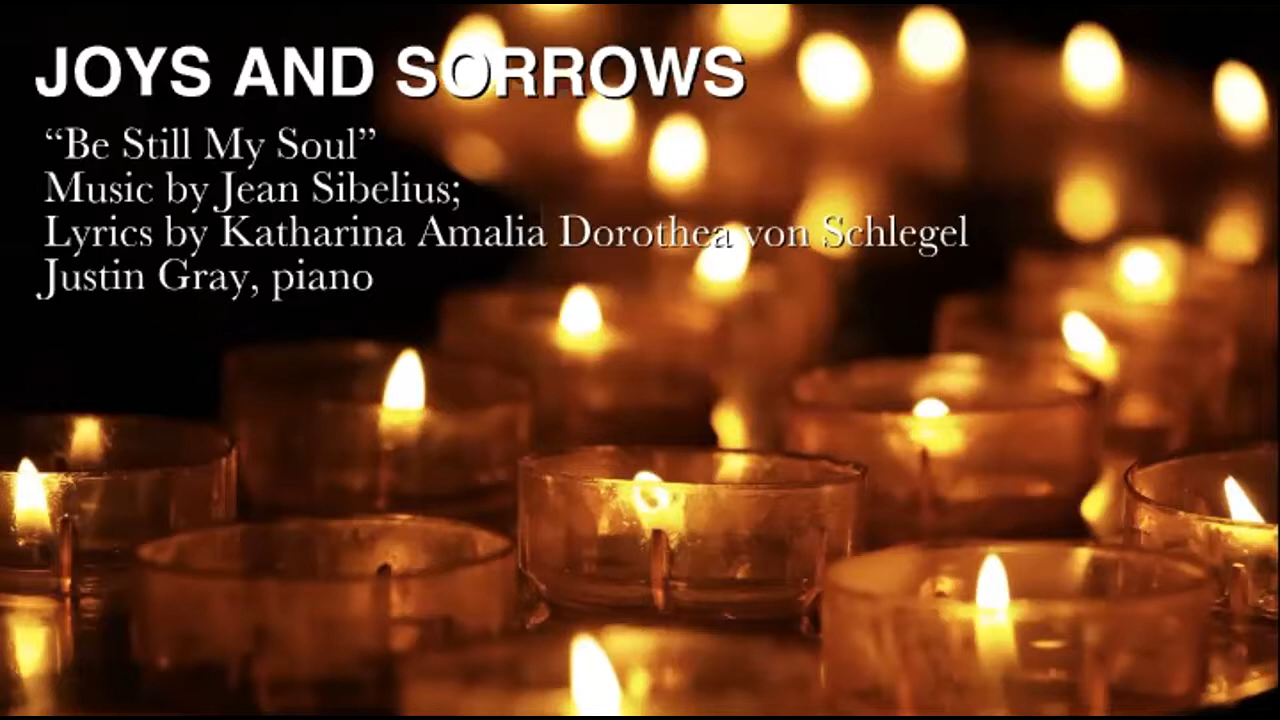 JOYS AND SORROWS
“Be Still My Soul”
Music by Jean Sibelius;
Lyrics by Katharina Amalia Dorothea von Schlegel
Justin Gray, piano